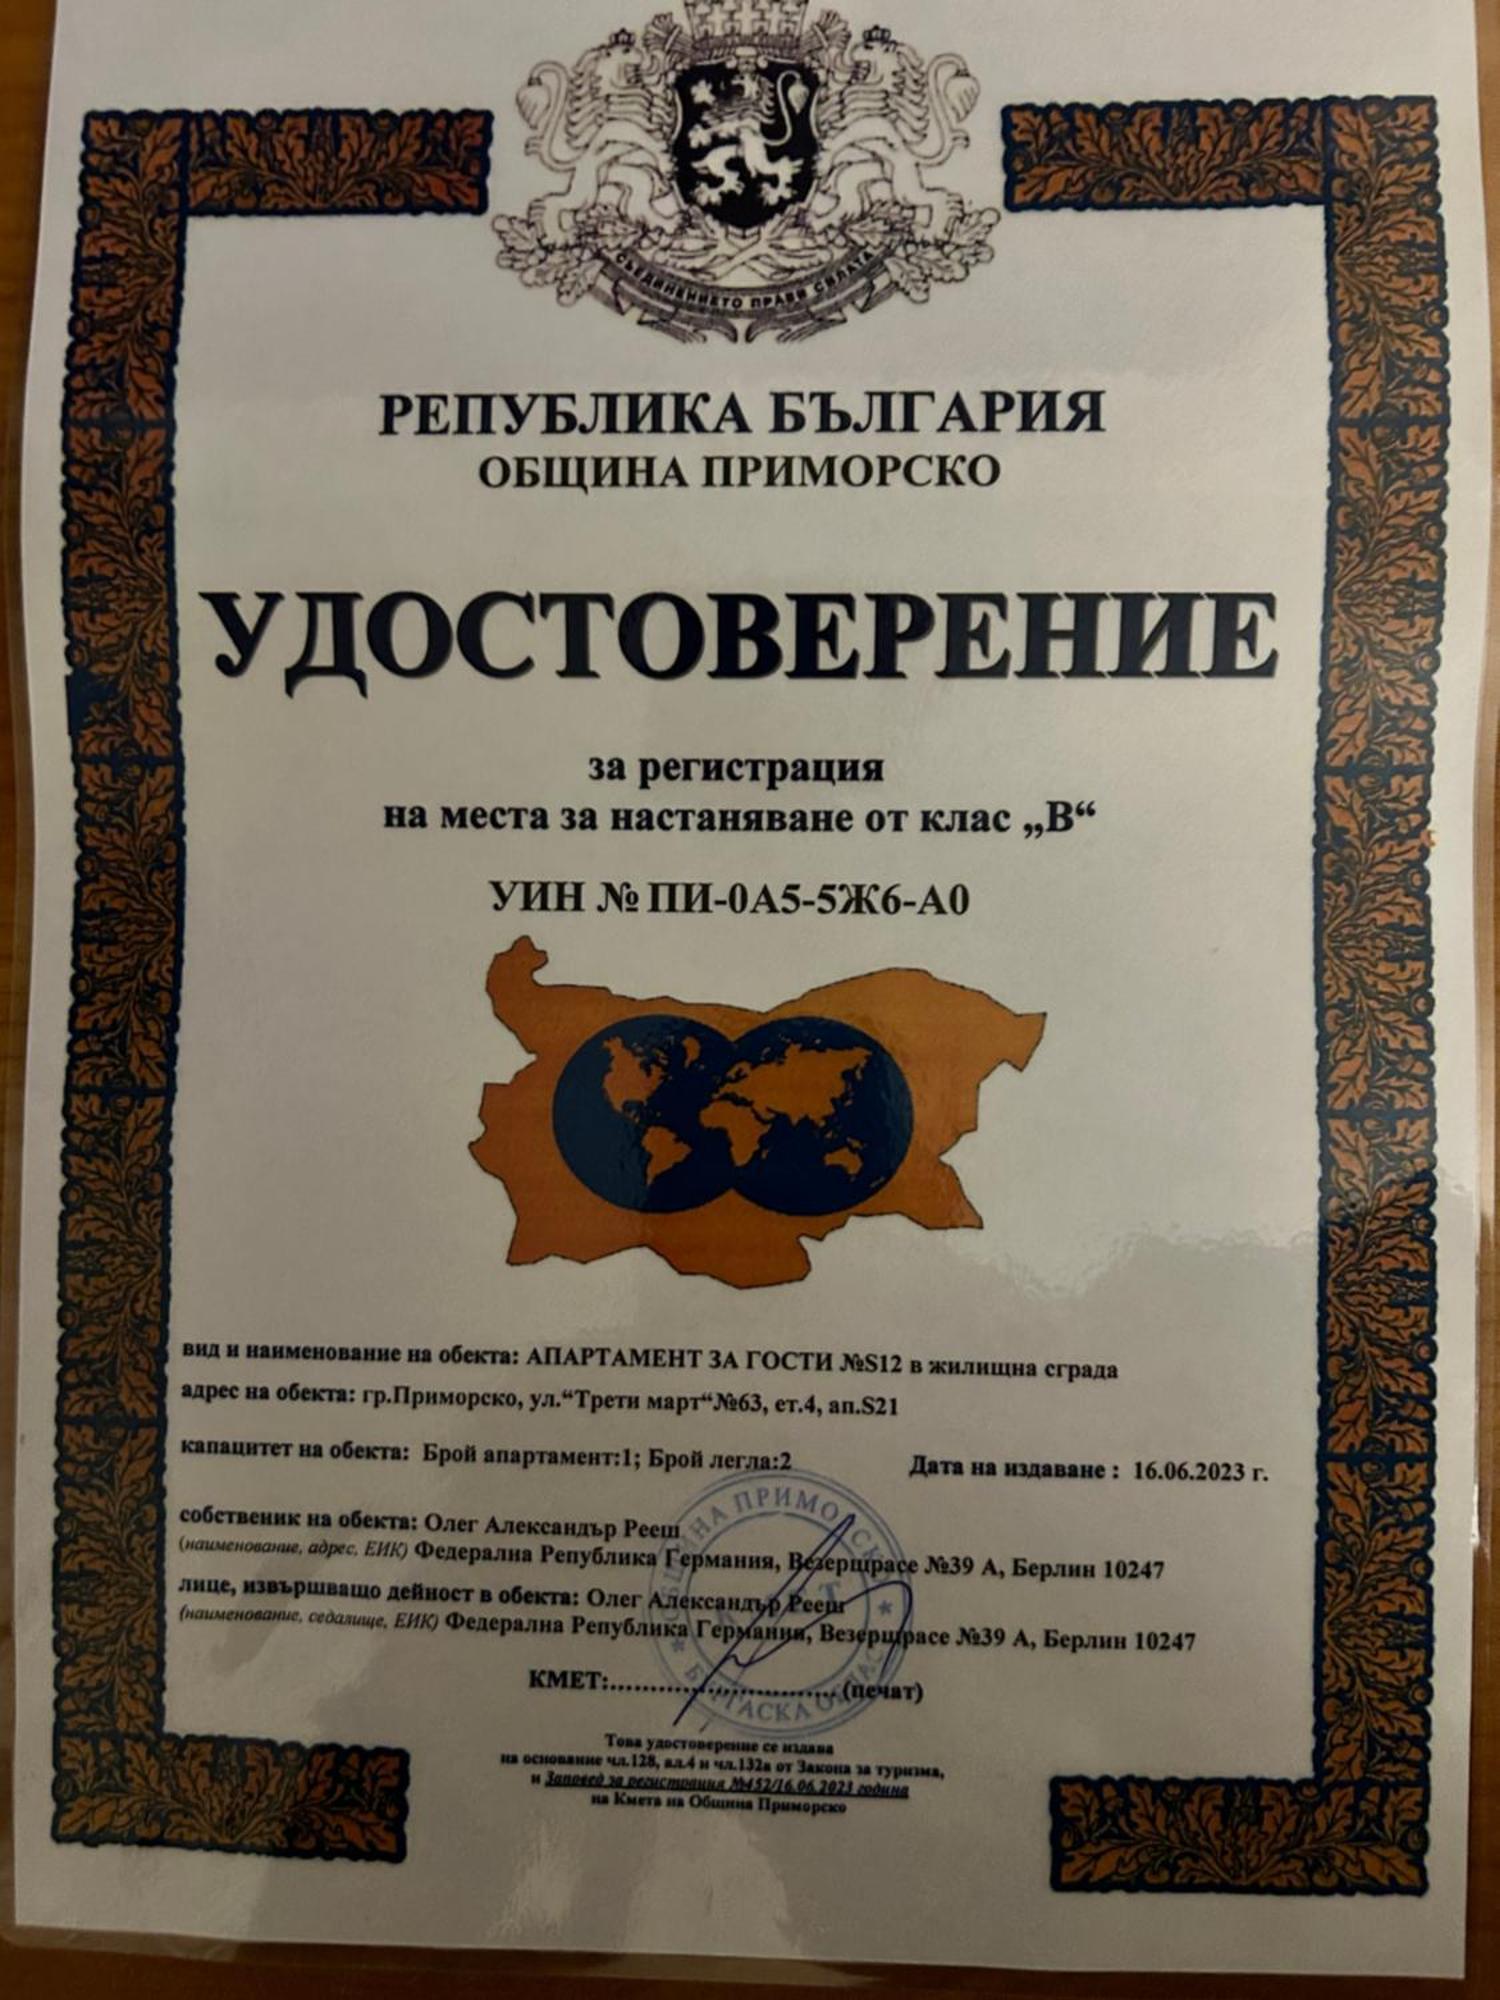 СЪЕДИНЕНИЕТО ПРАВИ СИЛАТА
РЕПУБЛИКА БЪЛГАРИЯ
ОБЩИНА ПРИМОРСКО
УДОСТОВЕРЕНИЕ
за регистрация
на места за настаняване от клас „В“
УИН № ПИ-0А5-5Ж6-А0
вид и наименование на обекта: АПАРТАМЕНТ ЗА ГОСТИ №S12 в жилищна сграда
адрес на обекта: гр.Приморско, ул.“Трети март“№63, ет.4, ап.S21
капацитет на обекта: Брой апартамент:1; Брой легла:2 Дата на издаване : 16.06.2023 г.
собственик на обекта: Олег Александър Рееш
(наименование, адрес, ЕИК) Федерална Република Германия, Везерщрасе №39 А, Берлин 10247
лице, извършващо дейност в обекта: Олег Александър Рееш
(наименование, седалище, ЕИК) Федерална Република Германия, Везерщрасе №39 А, Берлин 10247
КМЕТ:............................. (печат)
Това удостоверение се издава
на основание чл.128, ал.4 и чл.132а от Закона за туризма,
и Заповед за регистрация №452/16.06.2023 година
на Кмета на Община Приморско